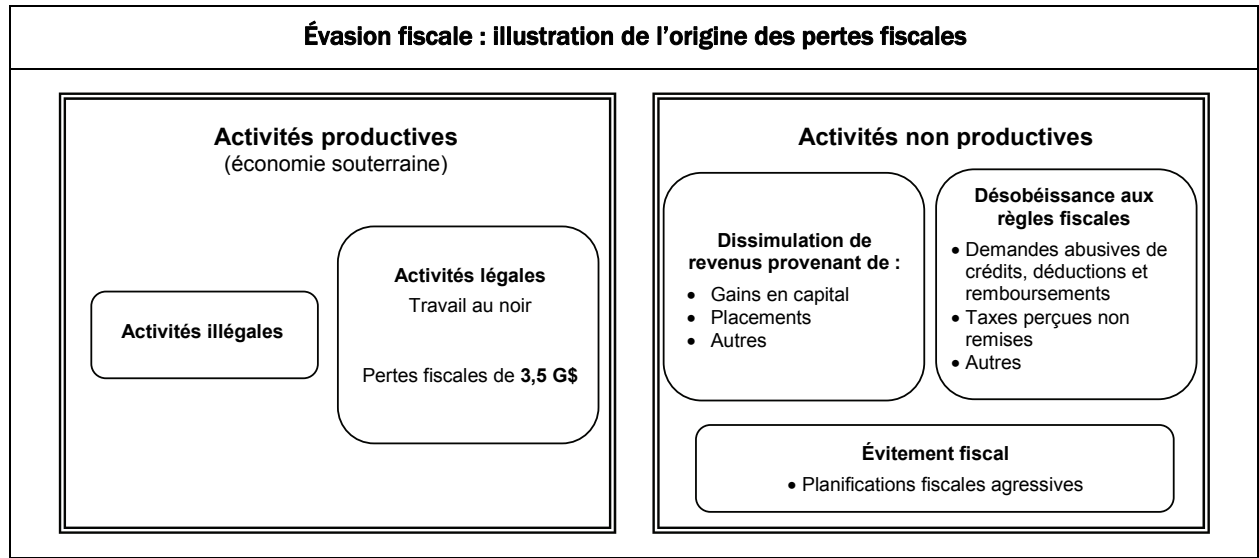 Évasion fiscale : illustration de l'origine des pertes fiscales
Activités productives
(économie souterraine)
Activités illégales
Activités légales
Travail au noir
Pertes fiscales de 3,5 G$
Activités non productives
Dissimulation de
revenus provenant de :
• Gains en capital
• Placements
• Autres
Désobéissance aux
règles fiscales
• Demandes abusives de
crédits, déductions et
remboursements
• Taxes perçues non
remises
• Autres
Évitement fiscal
• Planifications fiscales agressives